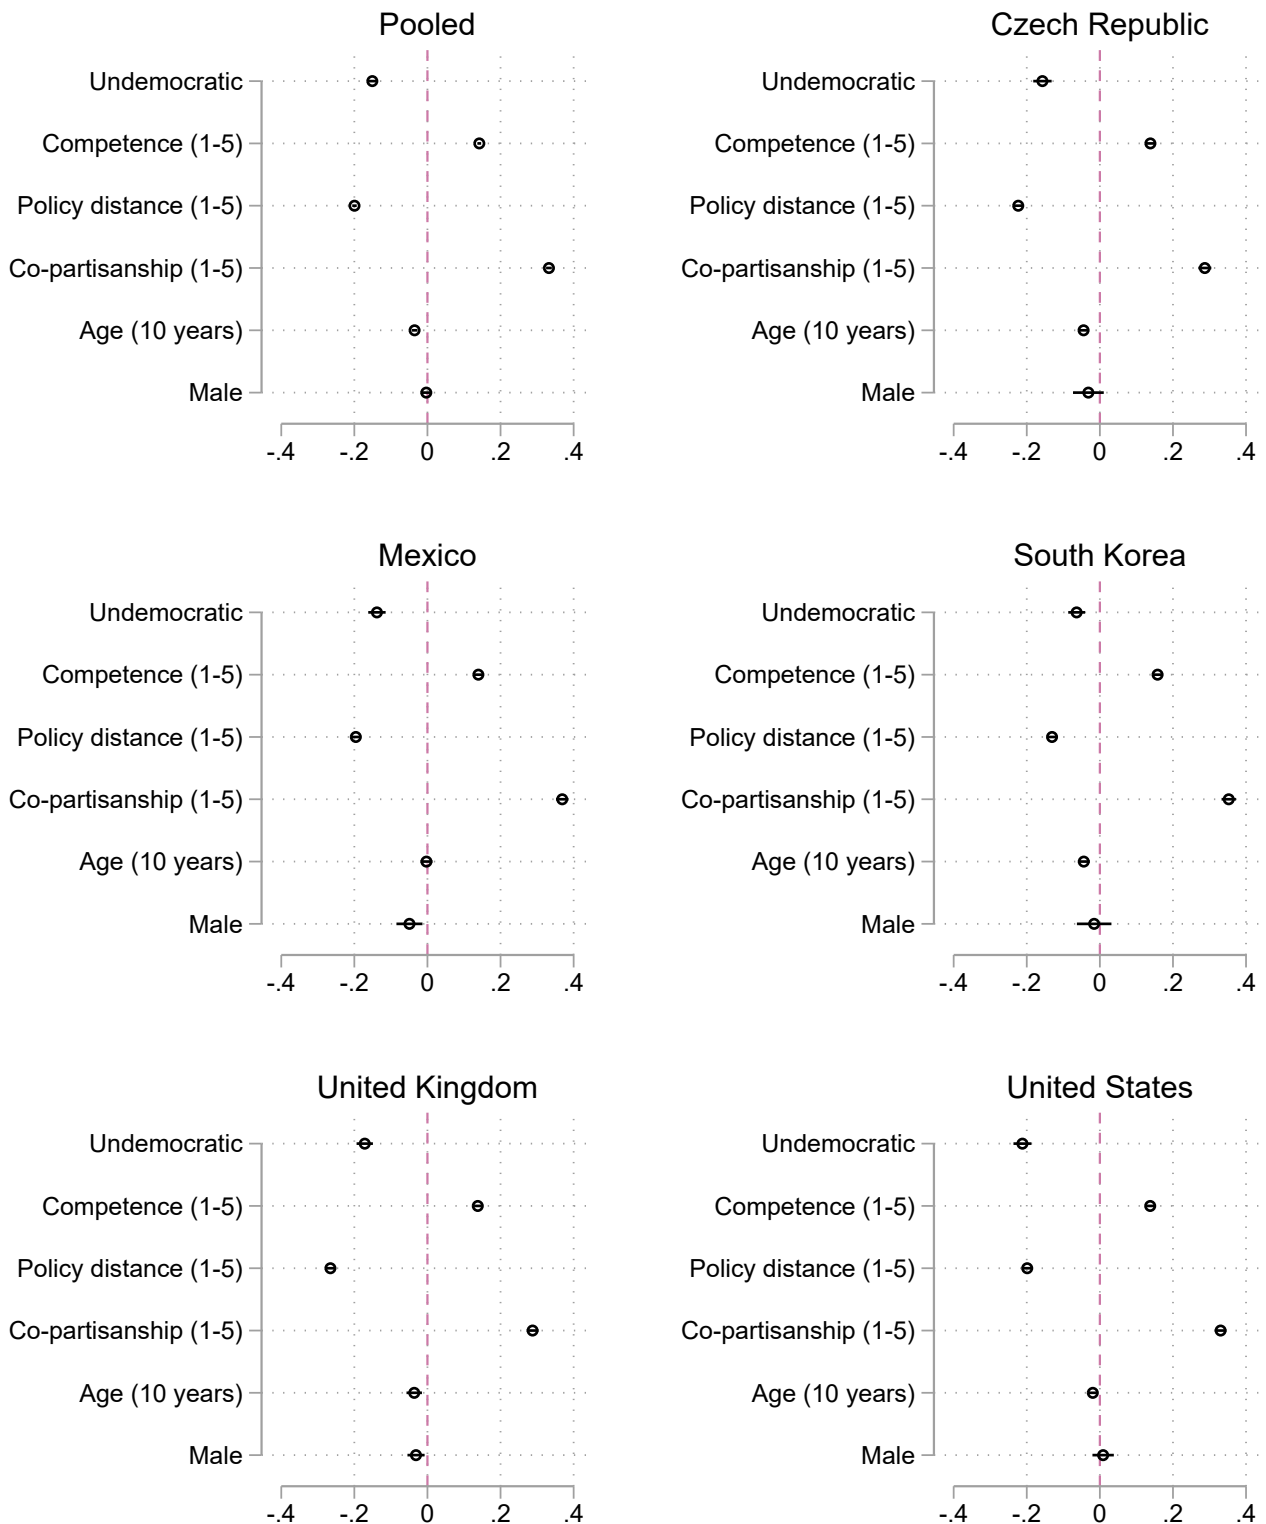 Pooled
Undemocratic
Competence (1-5)
Policy distance (1-5)
Co-partisanship (1-5)
Age (10 years)
Male
-.4 -.2 0 .2 .4
Czech Republic
Undemocratic
Competence (1-5)
Policy distance (1-5)
Co-partisanship (1-5)
Age (10 years)
Male
-.4 -.2 0 .2 .4
Mexico
Undemocratic
Competence (1-5)
Policy distance (1-5)
Co-partisanship (1-5)
Age (10 years)
Male
-.4 -.2 0 .2 .4
South Korea
Undemocratic
Competence (1-5)
Policy distance (1-5)
Co-partisanship (1-5)
Age (10 years)
Male
-.4 -.2 0 .2 .4
United Kingdom
Undemocratic
Competence (1-5)
Policy distance (1-5)
Co-partisanship (1-5)
Age (10 years)
Male
-.4 -.2 0 .2 .4
United States
Undemocratic
Competence (1-5)
Policy distance (1-5)
Co-partisanship (1-5)
Age (10 years)
Male
-.4 -.2 0 .2 .4